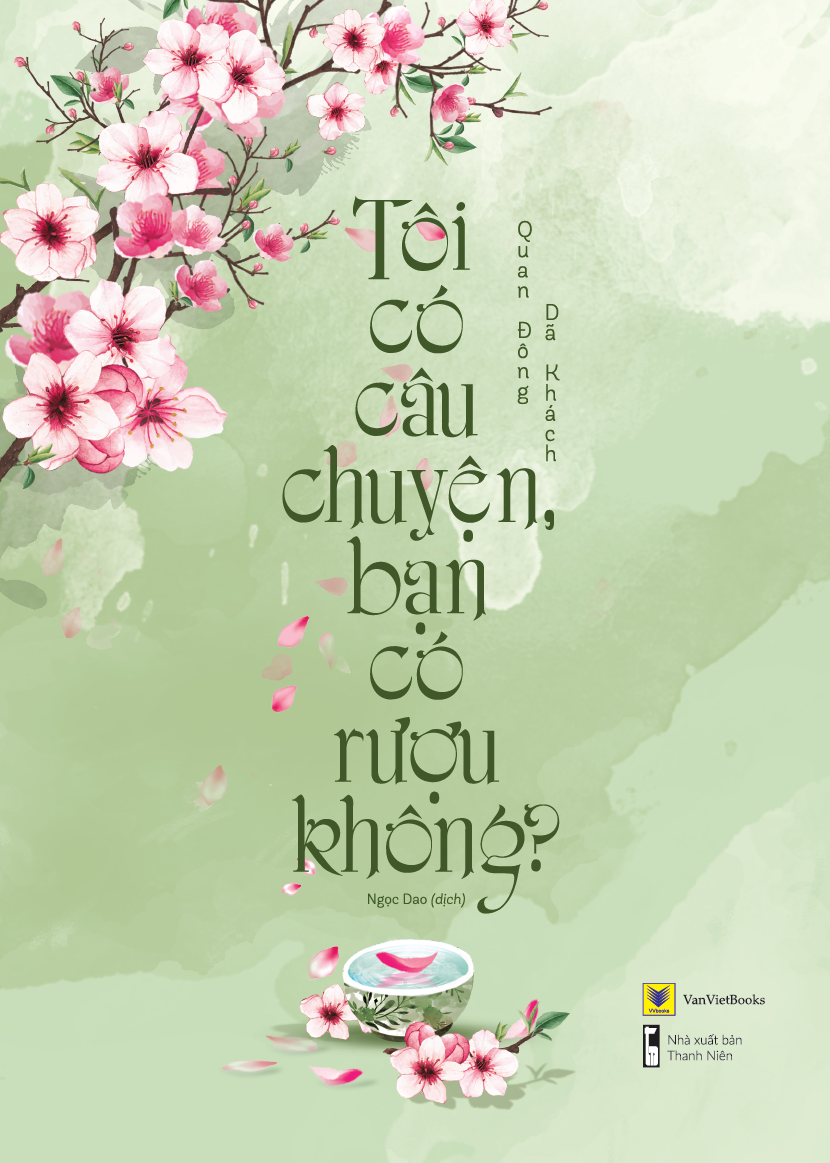 Tôi
có
câu
chuyện,
bạn
có
rượu
không?
Quan Đông
Dã Khách
Ngọc Dao (dịch)
VVbooks
VanVietBooks
Nhà xuất bản
Thanh Niên